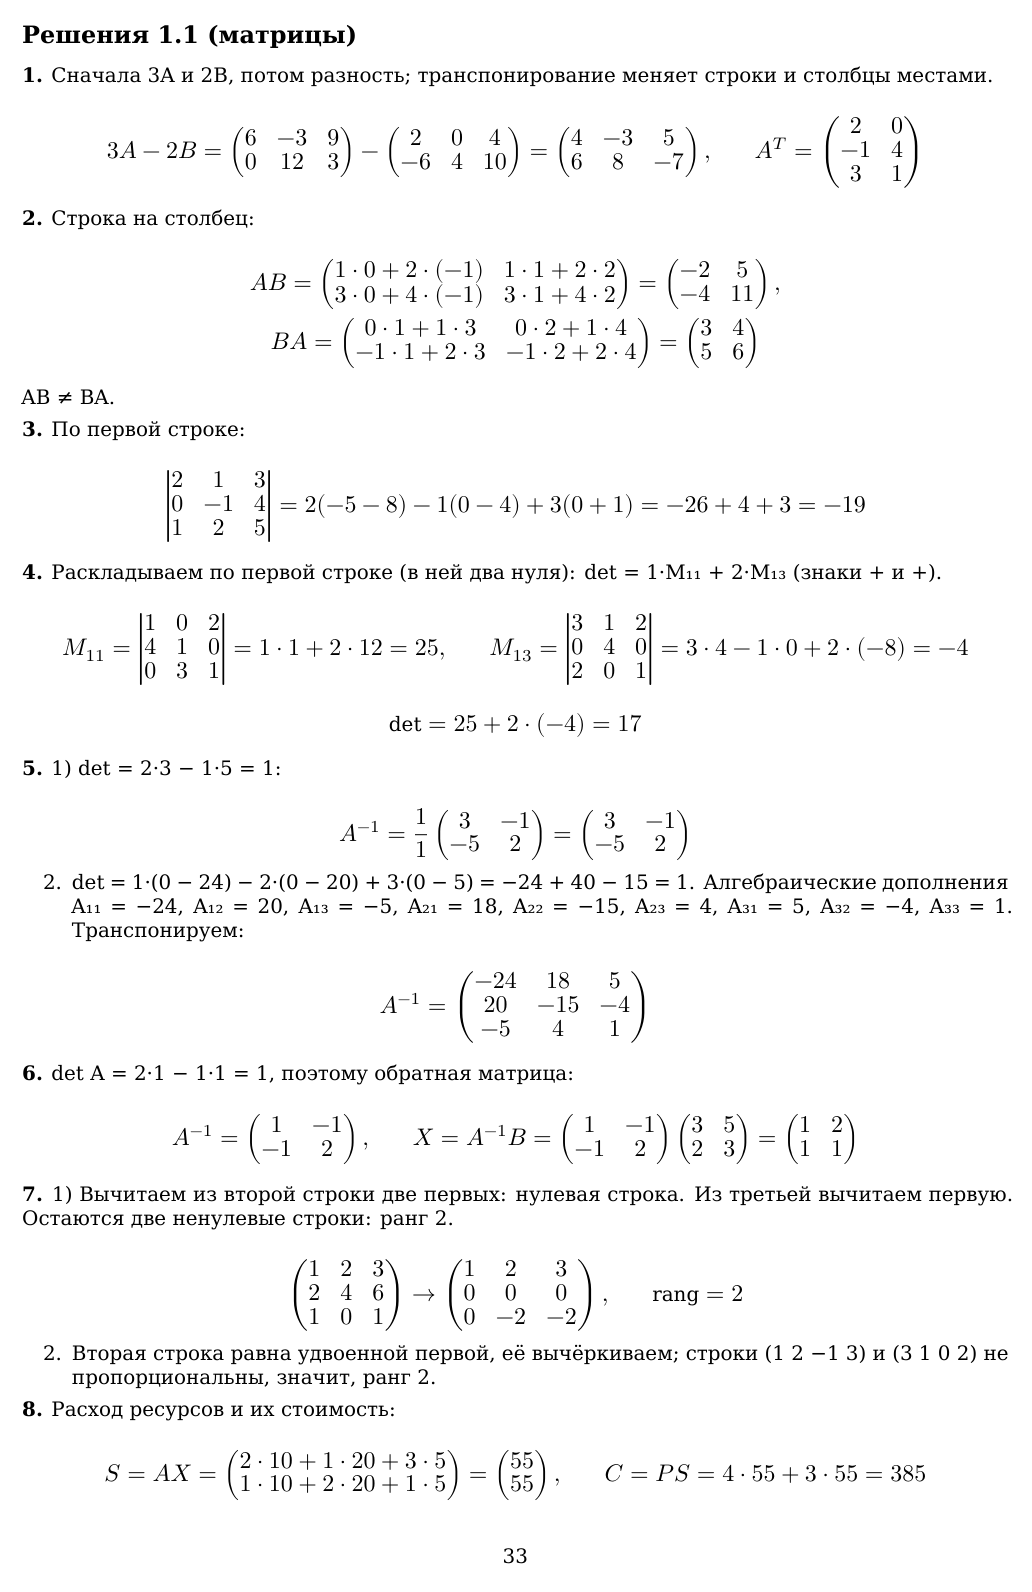 Решения 1.1 (матрицы)
1. Сначала 3A и 2B, потом разность; транспонирование меняет строки и столбцы местами.
3A − 2B = (6 −3 9; 0 12 3) − (2 0 4; −6 4 10) = (4 −3 5; 6 8 −7), A^T = (2 0; −1 4; 3 1)
2. Строка на столбец:
AB = (1 · 0 + 2 · (−1) 1 · 1 + 2 · 2; 3 · 0 + 4 · (−1) 3 · 1 + 4 · 2) = (−2 5; −4 11),
BA = (0 · 1 + 1 · 3 0 · 2 + 1 · 4; −1 · 1 + 2 · 3 −1 · 2 + 2 · 4) = (3 4; 5 6)
AB ≠ BA.
3. По первой строке:
|2 1 3; 0 −1 4; 1 2 5| = 2(−5 − 8) − 1(0 − 4) + 3(0 + 1) = −26 + 4 + 3 = −19
4. Раскладываем по первой строке (в ней два нуля): det = 1·M₁₁ + 2·M₁₃ (знаки + и +).
M₁₁ = |1 0 2; 4 1 0; 0 3 1| = 1 · 1 + 2 · 12 = 25, M₁₃ = |3 1 2; 0 4 0; 2 0 1| = 3 · 4 − 1 · 0 + 2 · (−8) = −4
det = 25 + 2 · (−4) = 17
5. 1) det = 2·3 − 1·5 = 1:
A⁻¹ = 1/1 (3 −1; −5 2) = (3 −1; −5 2)
2. det = 1·(0 − 24) − 2·(0 − 20) + 3·(0 − 5) = −24 + 40 − 15 = 1. Алгебраические дополнения
A₁₁ = −24, A₁₂ = 20, A₁₃ = −5, A₂₁ = 18, A₂₂ = −15, A₂₃ = 4, A₃₁ = 5, A₃₂ = −4, A₃₃ = 1.
Транспонируем:
A⁻¹ = (−24 18 5; 20 −15 −4; −5 4 1)
6. det A = 2·1 − 1·1 = 1, поэтому обратная матрица:
A⁻¹ = (1 −1; −1 2), X = A⁻¹B = (1 −1; −1 2) (3 5; 2 3) = (1 2; 1 1)
7. 1) Вычитаем из второй строки две первых: нулевая строка. Из третьей вычитаем первую.
Остаются две ненулевые строки: ранг 2.
(1 2 3; 2 4 6; 1 0 1) → (1 2 3; 0 0 0; 0 −2 −2), rang = 2
2. Вторая строка равна удвоенной первой, её вычёркиваем; строки (1 2 −1 3) и (3 1 0 2) не
пропорциональны, значит, ранг 2.
8. Расход ресурсов и их стоимость:
S = AX = (2 · 10 + 1 · 20 + 3 · 5; 1 · 10 + 2 · 20 + 1 · 5) = (55; 55), C = PS = 4 · 55 + 3 · 55 = 385
33